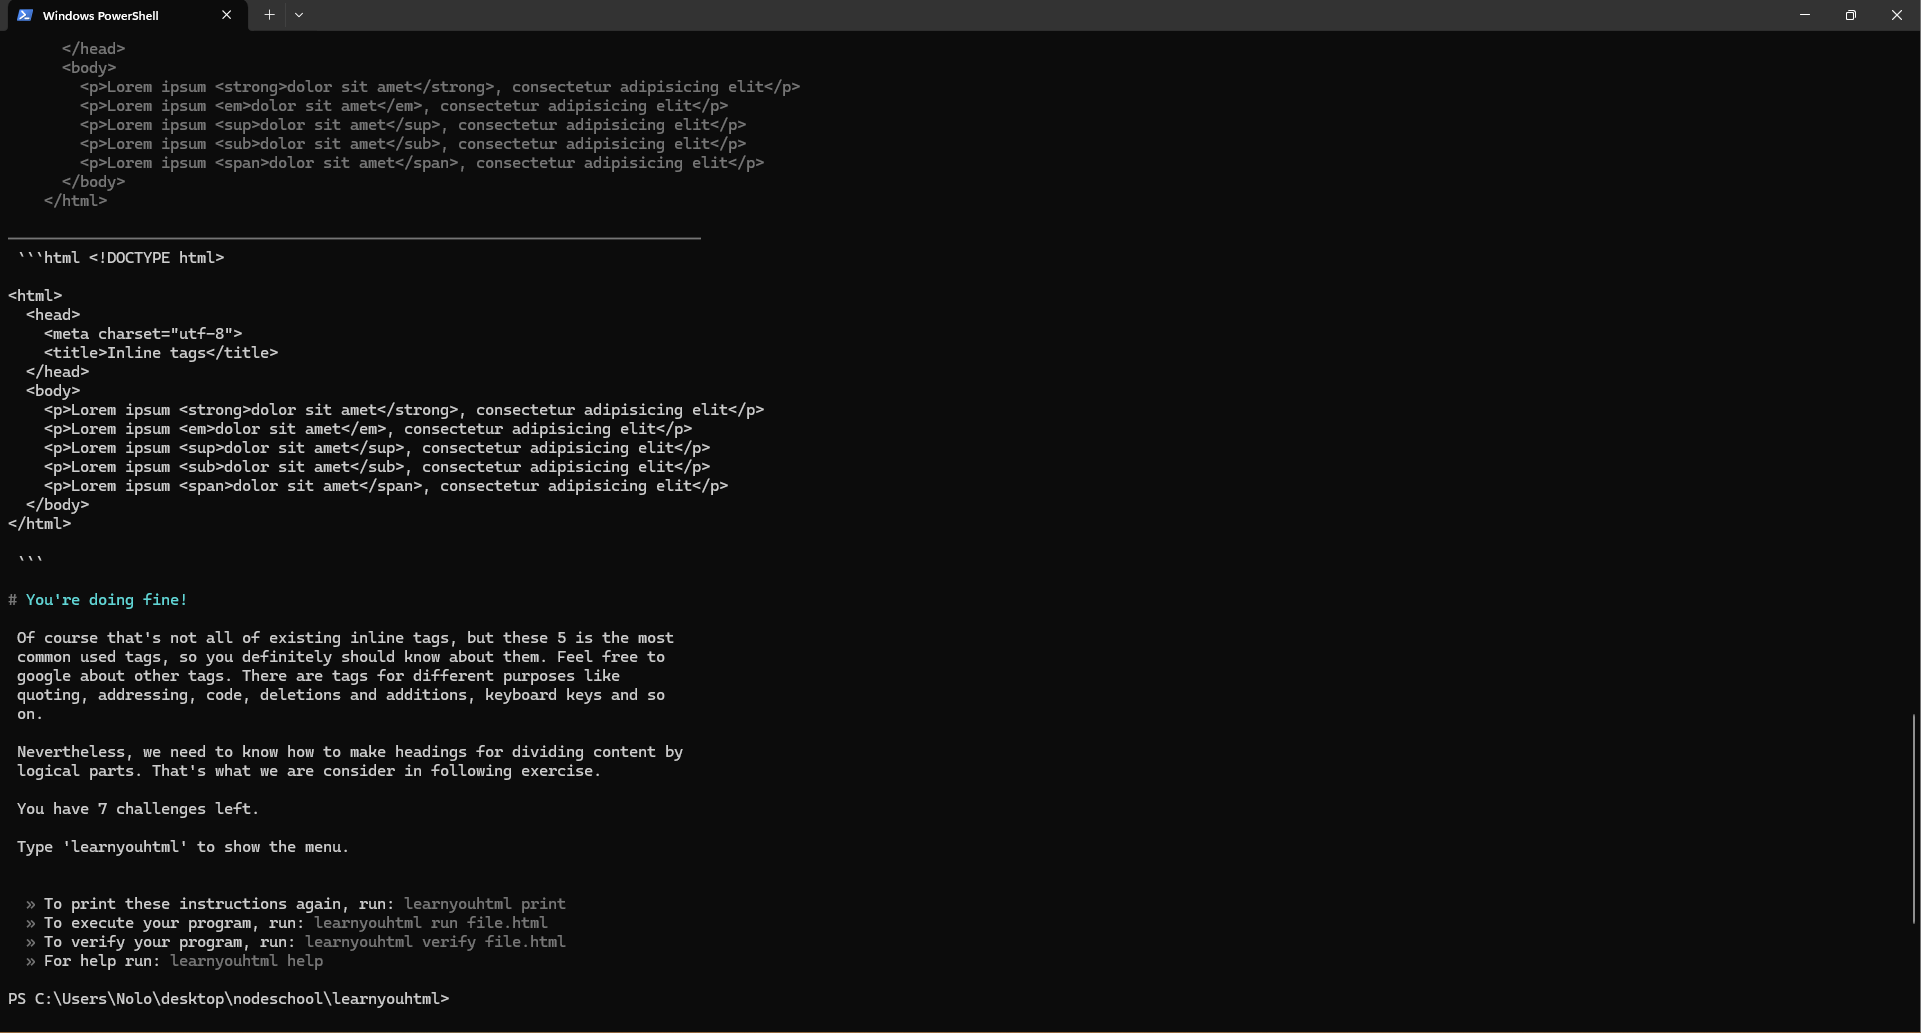 Windows PowerShell
      </head>
      <body>
        <p>Lorem ipsum <strong>dolor sit amet</strong>, consectetur adipisicing elit</p>
        <p>Lorem ipsum <em>dolor sit amet</em>, consectetur adipisicing elit</p>
        <p>Lorem ipsum <sup>dolor sit amet</sup>, consectetur adipisicing elit</p>
        <p>Lorem ipsum <sub>dolor sit amet</sub>, consectetur adipisicing elit</p>
        <p>Lorem ipsum <span>dolor sit amet</span>, consectetur adipisicing elit</p>
      </body>
    </html>
 ```html <!DOCTYPE html>
<html>
  <head>
    <meta charset="utf-8">
    <title>Inline tags</title>
  </head>
  <body>
    <p>Lorem ipsum <strong>dolor sit amet</strong>, consectetur adipisicing elit</p>
    <p>Lorem ipsum <em>dolor sit amet</em>, consectetur adipisicing elit</p>
    <p>Lorem ipsum <sup>dolor sit amet</sup>, consectetur adipisicing elit</p>
    <p>Lorem ipsum <sub>dolor sit amet</sub>, consectetur adipisicing elit</p>
    <p>Lorem ipsum <span>dolor sit amet</span>, consectetur adipisicing elit</p>
  </body>
</html>
 ```
# You're doing fine!
 Of course that's not all of existing inline tags, but these 5 is the most
 common used tags, so you definitely should know about them. Feel free to
 google about other tags. There are tags for different purposes like
 quoting, addressing, code, deletions and additions, keyboard keys and so
 on.
 Nevertheless, we need to know how to make headings for dividing content by
 logical parts. That's what we are consider in following exercise.
 You have 7 challenges left.
 Type 'learnyouhtml' to show the menu.
  » To print these instructions again, run: learnyouhtml print
  » To execute your program, run: learnyouhtml run file.html
  » To verify your program, run: learnyouhtml verify file.html
  » For help run: learnyouhtml help
PS C:\Users\Nolo\desktop\nodeschool\learnyouhtml>